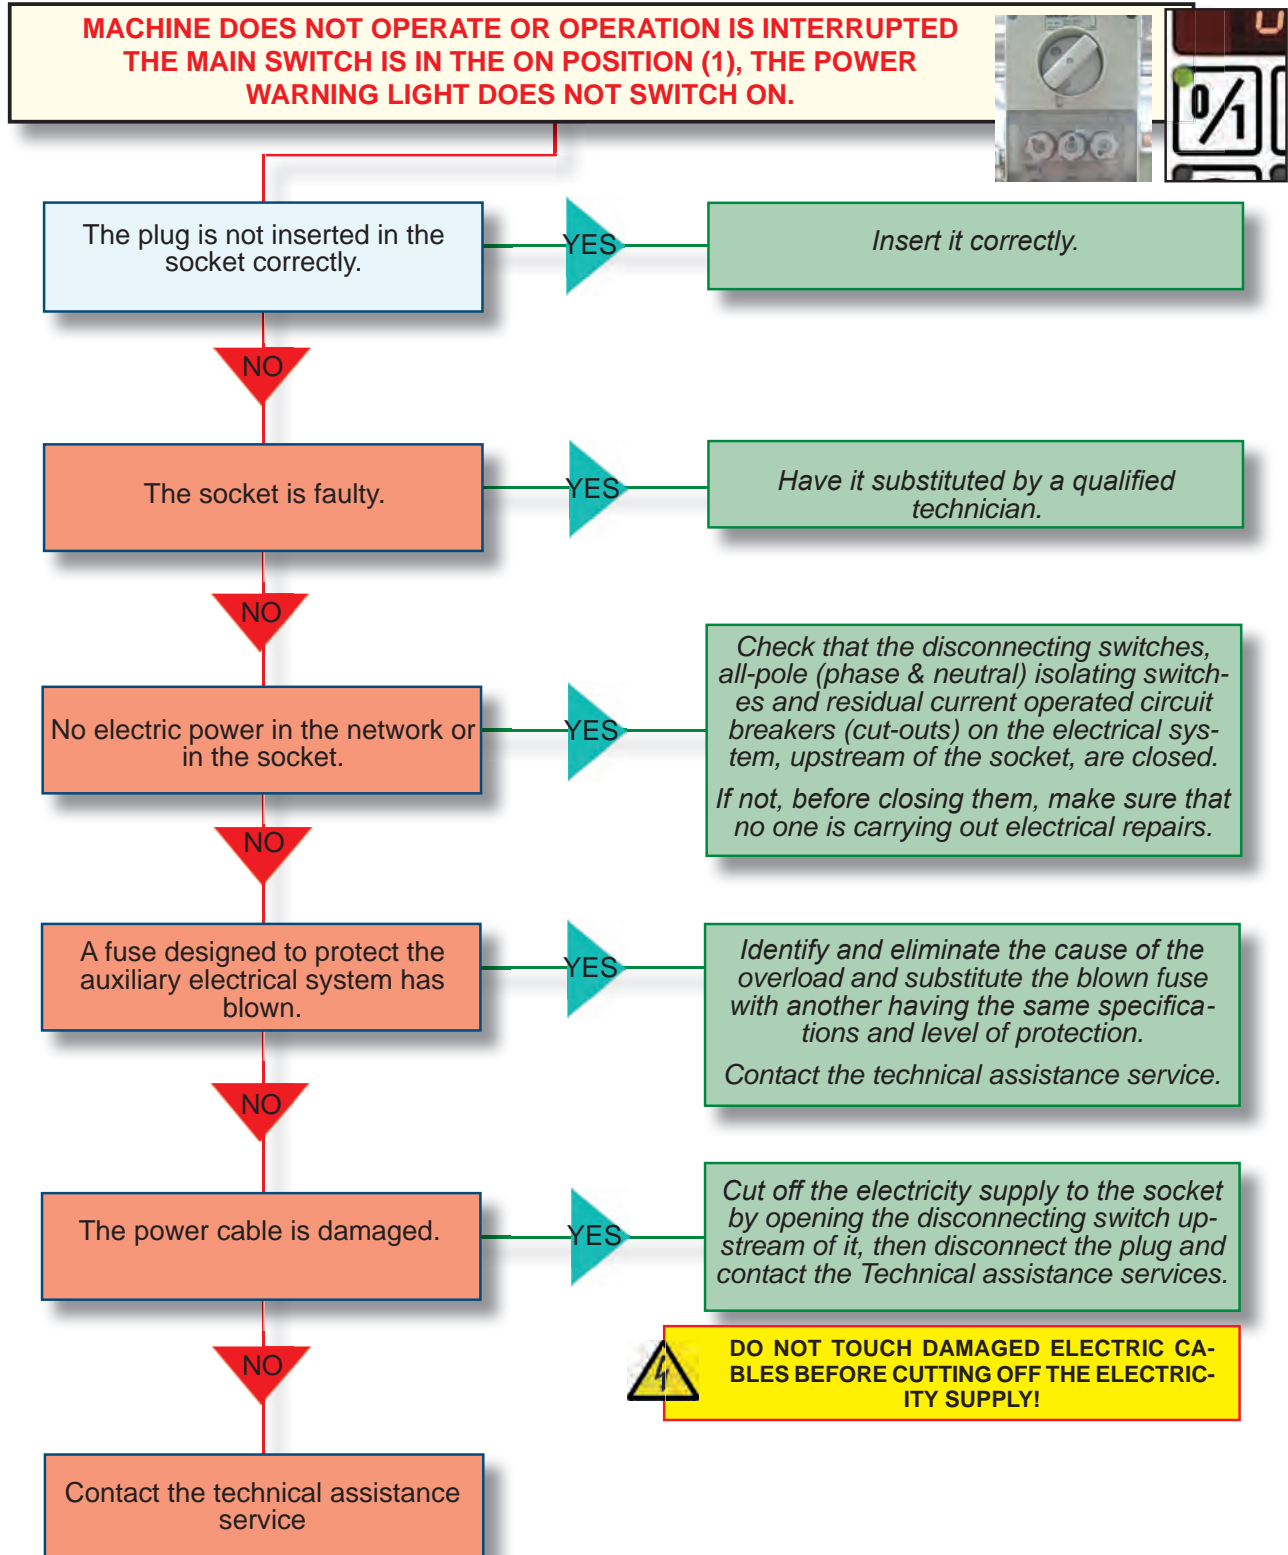 MACHINE DOES NOT OPERATE OR OPERATION IS INTERRUPTED
THE MAIN SWITCH IS IN THE ON POSITION (1), THE POWER
WARNING LIGHT DOES NOT SWITCH ON.
0/1
The plug is not inserted in the
socket correctly.
YES
Insert it correctly.
NO
The socket is faulty.
YES
Have it substituted by a qualified
technician.
NO
No electric power in the network or
in the socket.
YES
Check that the disconnecting switches,
all-pole (phase & neutral) isolating switch-
es and residual current operated circuit
breakers (cut-outs) on the electrical sys-
tem, upstream of the socket, are closed.
If not, before closing them, make sure that
no one is carrying out electrical repairs.
NO
A fuse designed to protect the
auxiliary electrical system has
blown.
YES
Identify and eliminate the cause of the
overload and substitute the blown fuse
with another having the same specifica-
tions and level of protection.
Contact the technical assistance service.
NO
The power cable is damaged.
YES
Cut off the electricity supply to the socket
by opening the disconnecting switch up-
stream of it, then disconnect the plug and
contact the Technical assistance services.
DO NOT TOUCH DAMAGED ELECTRIC CA-
BLES BEFORE CUTTING OFF THE ELECTRIC-
ITY SUPPLY!
NO
Contact the technical assistance
service